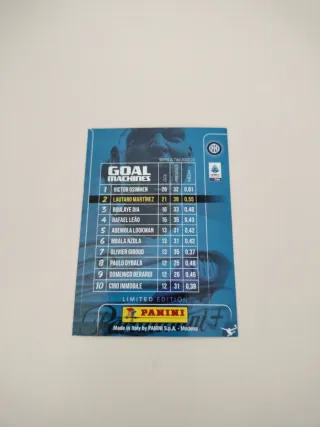 GOAL
MACHINES
1 VICTOR OSIMHEN 26 32 0,81
2 LAUTARO MARTÍNEZ 21 38 0,55
3 BOULAYE DIA 16 33 0,48
4 RAFAEL LEÃO 15 35 0,43
5 ADEMOLA LOOKMAN 13 31 0,42
6 MBALA NZOLA 13 31 0,42
7 OLIVIER GIROUD 13 35 0,37
8 PAULO DYBALA 12 25 0,48
9 DOMENICO BERARDI 12 26 0,46
10 CIRO IMMOBILE 12 31 0,39
LIMITED EDITION
PANINI
Made in Italy by PANINI S.p.A. - Modena